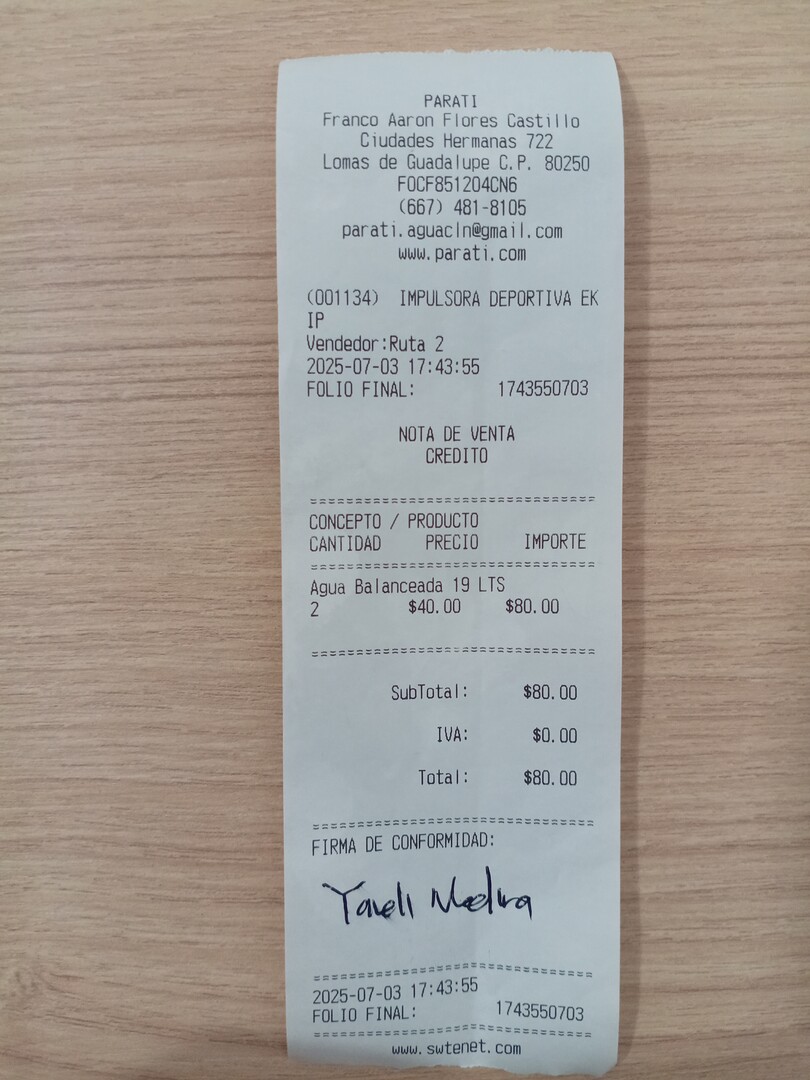 PARATI
Franco Aaron Flores Castillo
Ciudades Hermanas 722
Lomas de Guadalupe C.P. 80250
FOCF851204CN6
(667) 481-8105
parati.aguacln@gmail.com
www.parati.com
(001134) IMPULSORA DEPORTIVA EK
IP
Vendedor:Ruta 2
2025-07-03 17:43:55
FOLIO FINAL: 1743550703
NOTA DE VENTA
CREDITO
==============================
CONCEPTO / PRODUCTO
CANTIDAD PRECIO IMPORTE
==============================
Agua Balanceada 19 LTS
2 $40.00 $80.00
==============================
SubTotal: $80.00
IVA: $0.00
Total: $80.00
==============================
FIRMA DE CONFORMIDAD:
Yareli Medina
==============================
2025-07-03 17:43:55
FOLIO FINAL: 1743550703
==============================
www.swtenet.com